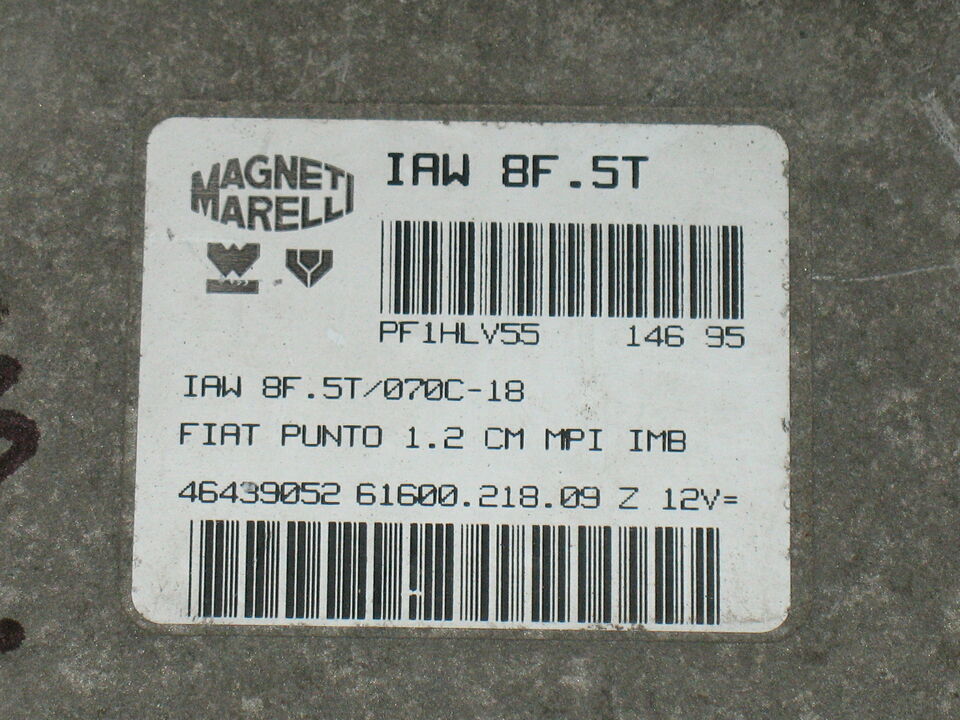 MAGNETI
MARELLI
IAW 8F.5T
PF1HLV55 146 95
IAW 8F.5T/070C-18
FIAT PUNTO 1.2 CM MPI IMB
46439052 61600.218.09 Z 12V=